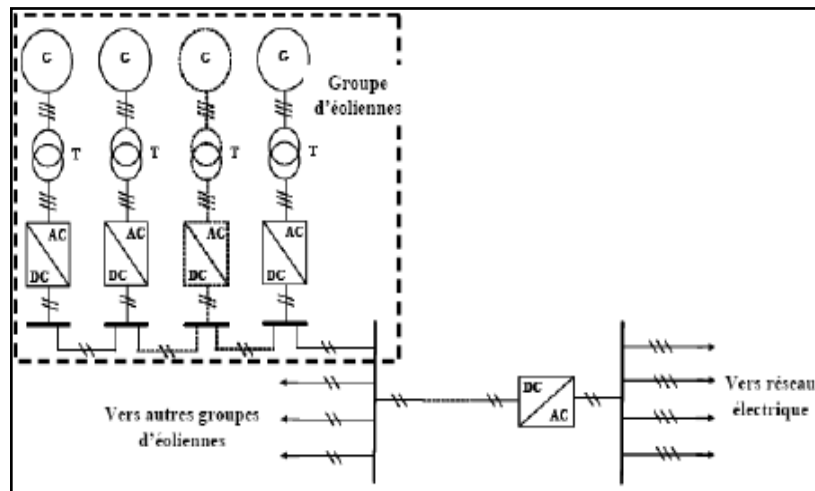 G G G G
Groupe
d'éoliennes
T T T T
AC AC AC AC
DC DC DC DC
DC
AC
Vers réseau
électrique
Vers autres groupes
d'éoliennes